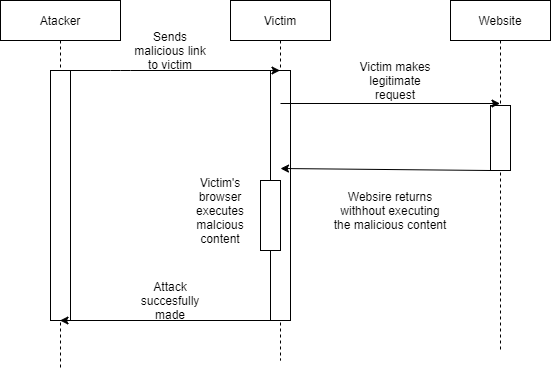 Atacker
Victim
Website
Sends
malicious link
to victim
Victim makes
legitimate
request
Victim's
browser
executes
malcious
content
Websire returns
withhout executing
the malicious content
Attack
succesfully
made